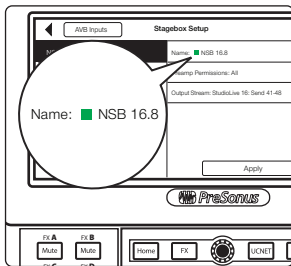 AVB Inputs
Stagebox Setup
Name: NSB 16.8
Preamp Permissions: All
Output Stream: StudioLive 16: Send 41-48
Name: NSB 16.8
Apply
PreSonus
FX A
FX B
Mute
Mute
Home
FX
UCNET